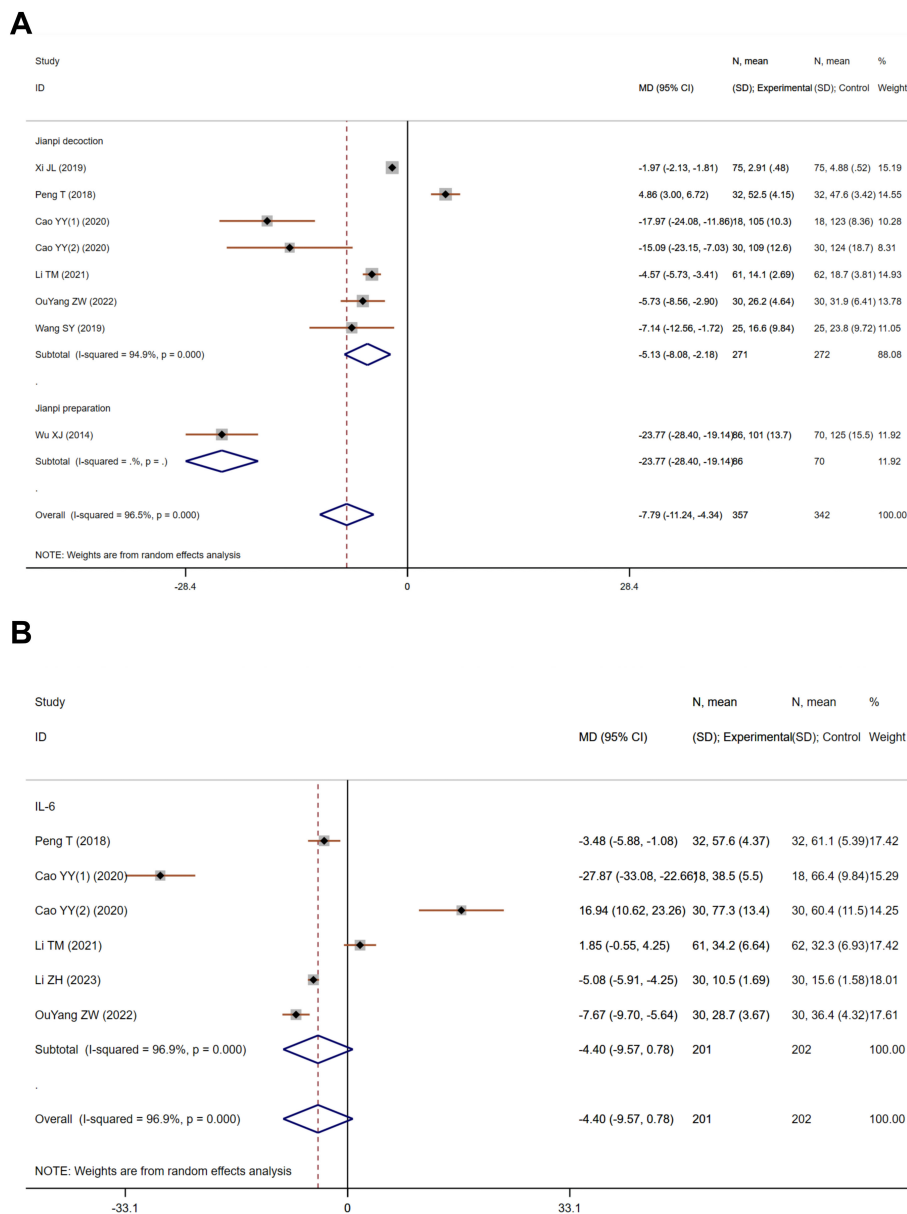 A
Study N, mean N, mean %
ID MD (95% CI) (SD); Experimental (SD); Control Weight
Jianpi decoction
Xi JL (2019) -1.97 (-2.13, -1.81) 75, 2.91 (.48) 75, 4.88 (.52) 15.19
Peng T (2018) 4.86 (3.00, 6.72) 32, 52.5 (4.15) 32, 47.6 (3.42) 14.55
Cao YY(1) (2020) -17.97 (-24.08, -11.86) 18, 105 (10.3) 18, 123 (8.36) 10.28
Cao YY(2) (2020) -15.09 (-23.15, -7.03) 30, 109 (12.6) 30, 124 (18.7) 8.31
Li TM (2021) -4.57 (-5.73, -3.41) 61, 14.1 (2.69) 62, 18.7 (3.81) 14.93
OuYang ZW (2022) -5.73 (-8.56, -2.90) 30, 26.2 (4.64) 30, 31.9 (6.41) 13.78
Wang SY (2019) -7.14 (-12.56, -1.72) 25, 16.6 (9.84) 25, 23.8 (9.72) 11.05
Subtotal (I-squared = 94.9%, p = 0.000) -5.13 (-8.08, -2.18) 271 272 88.08
.
Jianpi preparation
Wu XJ (2014) -23.77 (-28.40, -19.14) 86, 101 (13.7) 70, 125 (15.5) 11.92
Subtotal (I-squared = .%, p = .) -23.77 (-28.40, -19.14) 86 70 11.92
.
Overall (I-squared = 96.5%, p = 0.000) -7.79 (-11.24, -4.34) 357 342 100.00
NOTE: Weights are from random effects analysis
-28.4 0 28.4
B
Study N, mean N, mean %
ID MD (95% CI) (SD); Experimental (SD); Control Weight
IL-6
Peng T (2018) -3.48 (-5.88, -1.08) 32, 57.6 (4.37) 32, 61.1 (5.39) 17.42
Cao YY(1) (2020) -27.87 (-33.08, -22.66) 18, 38.5 (5.5) 18, 66.4 (9.84) 15.29
Cao YY(2) (2020) 16.94 (10.62, 23.26) 30, 77.3 (13.4) 30, 60.4 (11.5) 14.25
Li TM (2021) 1.85 (-0.55, 4.25) 61, 34.2 (6.64) 62, 32.3 (6.93) 17.42
Li ZH (2023) -5.08 (-5.91, -4.25) 30, 10.5 (1.69) 30, 15.6 (1.58) 18.01
OuYang ZW (2022) -7.67 (-9.70, -5.64) 30, 28.7 (3.67) 30, 36.4 (4.32) 17.61
Subtotal (I-squared = 96.9%, p = 0.000) -4.40 (-9.57, 0.78) 201 202 100.00
.
Overall (I-squared = 96.9%, p = 0.000) -4.40 (-9.57, 0.78) 201 202 100.00
NOTE: Weights are from random effects analysis
-33.1 0 33.1